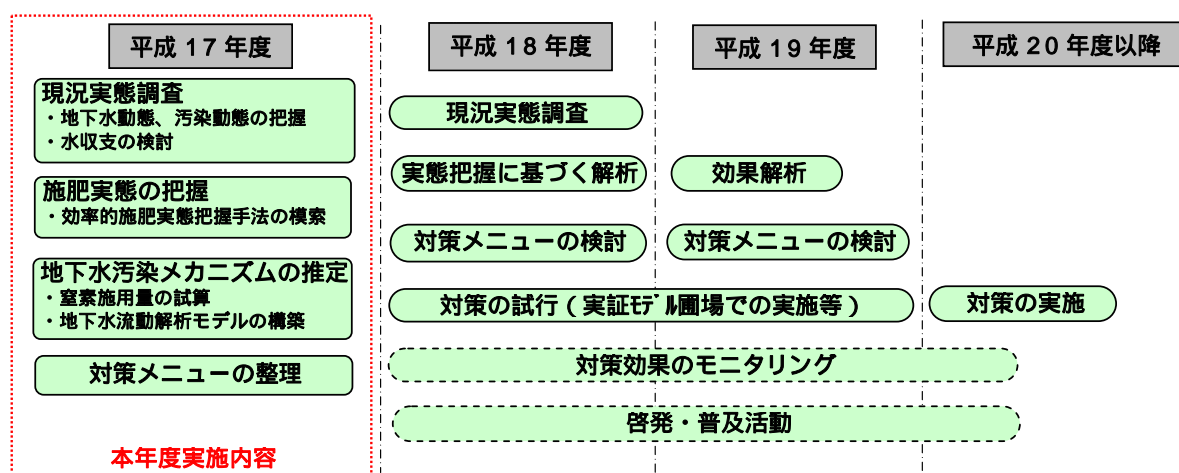 平成 17 年度
平成 18 年度
平成 19 年度
平成 20 年度以降
現況実態調査
・地下水動態、汚染動態の把握
・水収支の検討
施肥実態の把握
・効率的施肥実態把握手法の模索
地下水汚染メカニズムの推定
・窒素施用量の試算
・地下水流動解析モデルの構築
対策メニューの整理
本年度実施内容
現況実態調査
実態把握に基づく解析
効果解析
対策メニューの検討
対策メニューの検討
対策の試行（実証ﾓﾃﾞﾙ圃場での実施等）
対策の実施
対策効果のモニタリング
啓発・普及活動